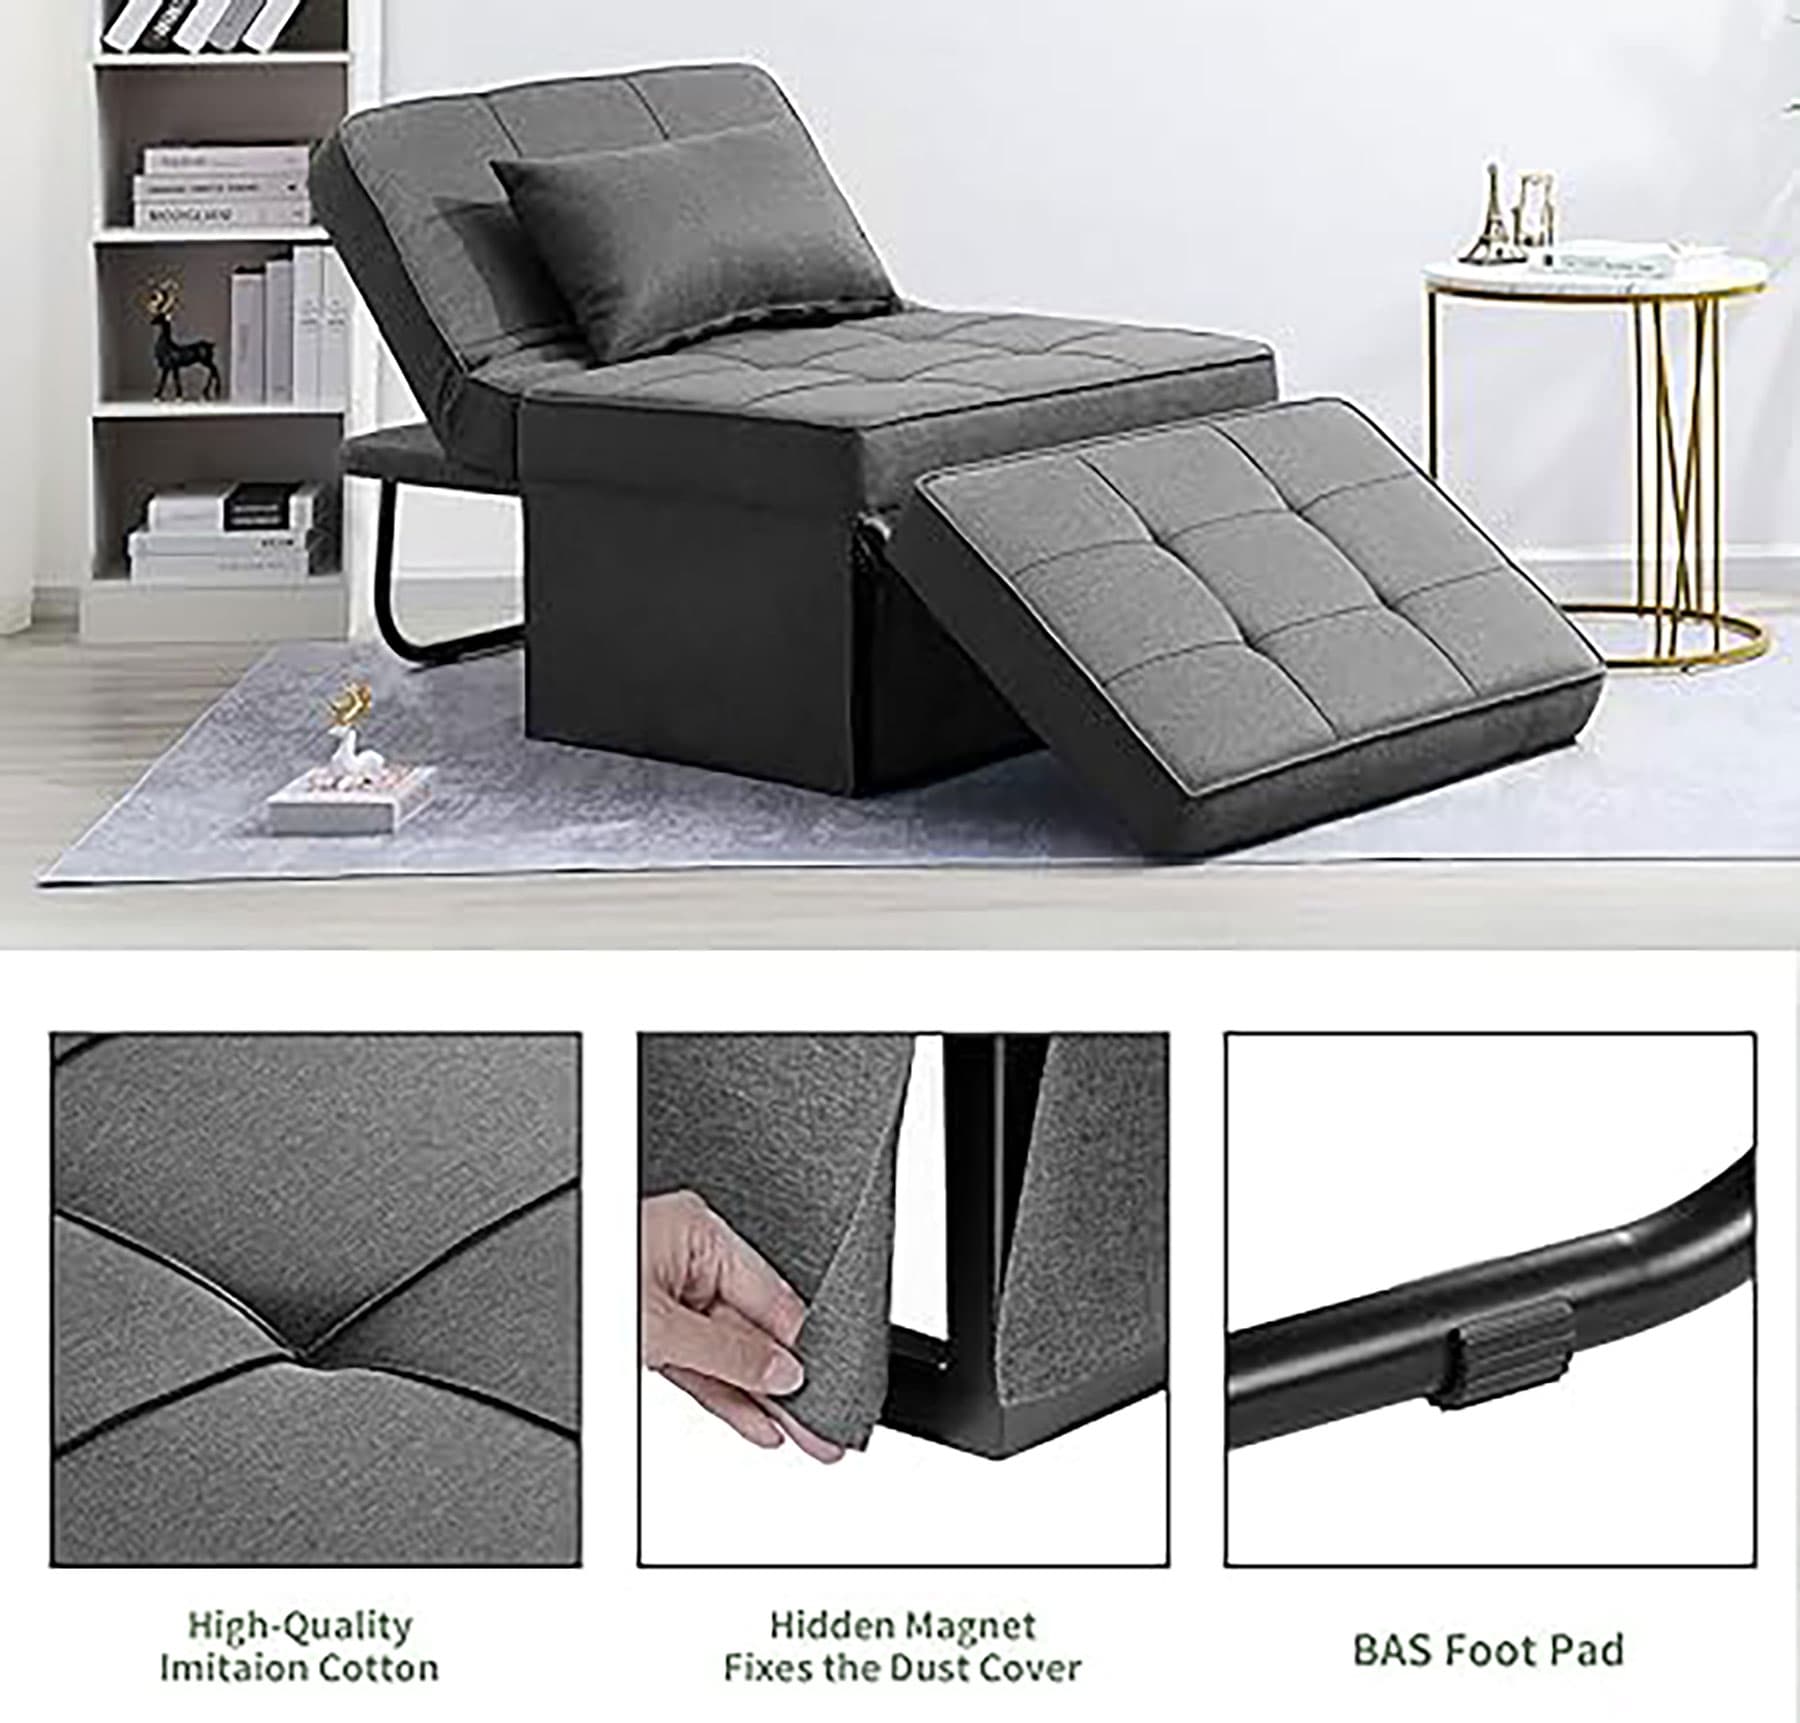 High-Quality
Imitaion Cotton
Hidden Magnet
Fixes the Dust Cover
BAS Foot Pad